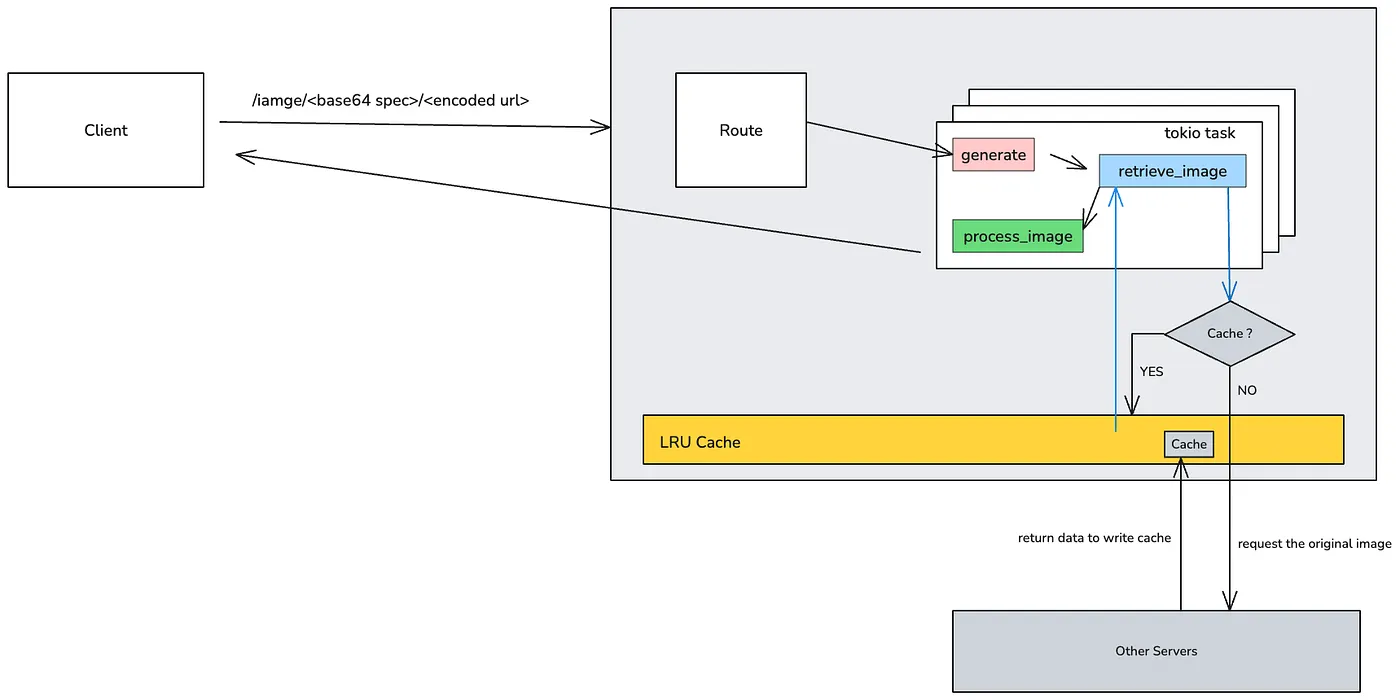 Client
/iamge/<base64 spec>/<encoded url>
Route
tokio task
generate
retrieve_image
process_image
Cache ?
YES
NO
LRU Cache
Cache
return data to write cache
request the original image
Other Servers